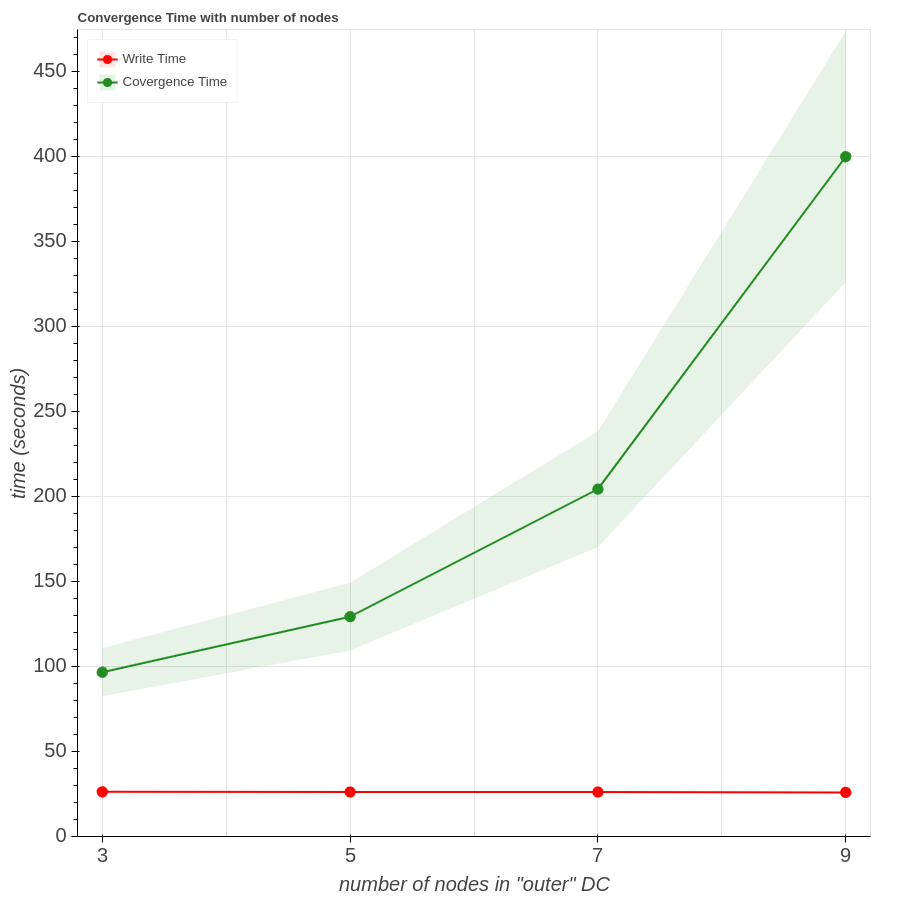 Convergence Time with number of nodes
Write Time
Covergence Time
450
400
350
300
250
200
150
100
50
0
time (seconds)
3 5 7 9
number of nodes in "outer" DC